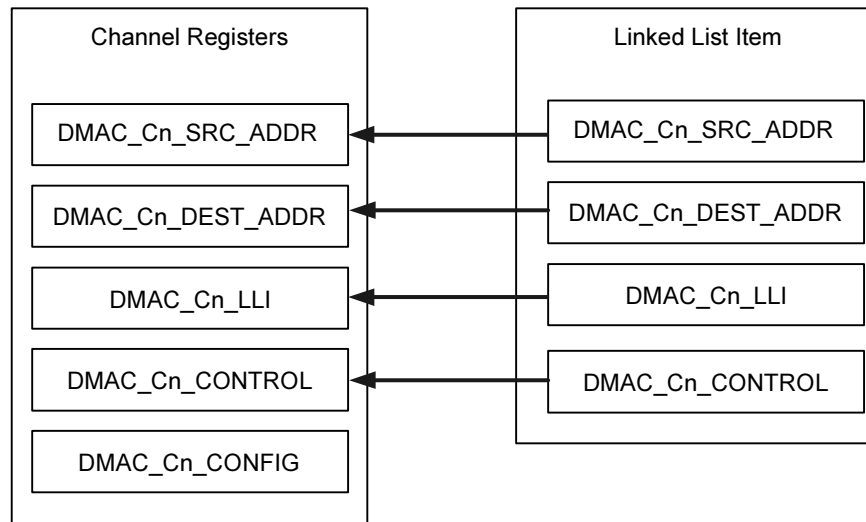 Channel Registers
DMAC_Cn_SRC_ADDR
DMAC_Cn_DEST_ADDR
DMAC_Cn_LLI
DMAC_Cn_CONTROL
DMAC_Cn_CONFIG
Linked List Item
DMAC_Cn_SRC_ADDR
DMAC_Cn_DEST_ADDR
DMAC_Cn_LLI
DMAC_Cn_CONTROL